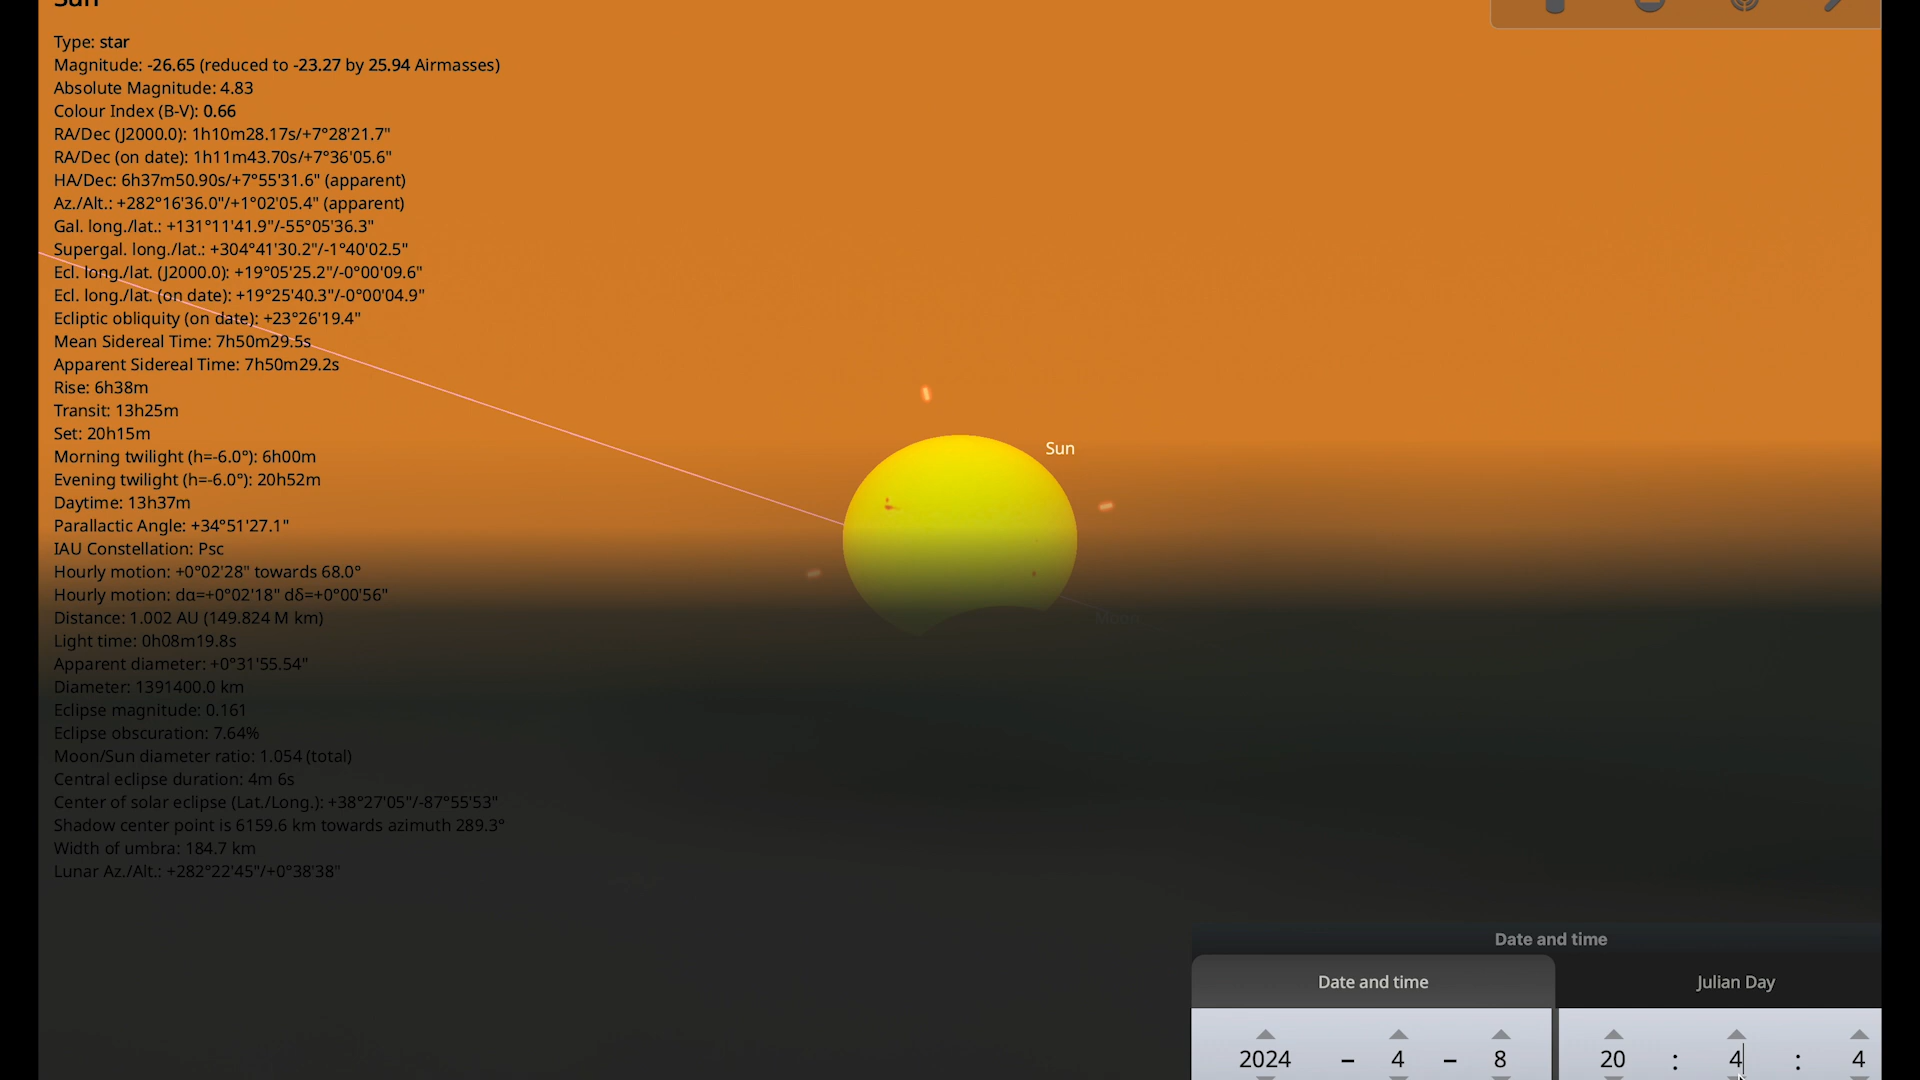 Sun
Type: star
Magnitude: -26.65 (reduced to -23.27 by 25.94 Airmasses)
Absolute Magnitude: 4.83
Colour Index (B-V): 0.66
RA/Dec (J2000.0): 1h10m28.17s/+7°28'21.7"
RA/Dec (on date): 1h11m43.70s/+7°36'05.6"
HA/Dec: 6h37m50.90s/+7°55'31.6" (apparent)
Az./Alt.: +282°16'36.0"/+1°02'05.4" (apparent)
Gal. long./lat.: +131°11'41.9"/-55°05'36.3"
Supergal. long./lat.: +304°41'30.2"/-1°40'02.5"
Ecl. long./lat. (J2000.0): +19°05'25.2"/-0°00'09.6"
Ecl. long./lat. (on date): +19°25'40.3"/-0°00'04.9"
Ecliptic obliquity (on date): +23°26'19.4"
Mean Sidereal Time: 7h50m29.5s
Apparent Sidereal Time: 7h50m29.2s
Rise: 6h38m
Transit: 13h25m
Set: 20h15m
Morning twilight (h=-6.0°): 6h00m
Evening twilight (h=-6.0°): 20h52m
Daytime: 13h37m
Parallactic Angle: +34°51'27.1"
IAU Constellation: Psc
Hourly motion: +0°02'28" towards 68.0°
Hourly motion: dα=+0°02'18" dδ=+0°00'56"
Distance: 1.002 AU (149.824 M km)
Light time: 0h08m19.8s
Apparent diameter: +0°31'55.54"
Diameter: 1391400.0 km
Eclipse magnitude: 0.161
Eclipse obscuration: 7.64%
Moon/Sun diameter ratio: 1.054 (total)
Central eclipse duration: 4m 6s
Center of solar eclipse (Lat./Long.): +38°27'05"/-87°55'53"
Shadow center point is 6159.6 km towards azimuth 289.3°
Width of umbra: 184.7 km
Lunar Az./Alt.: +282°22'45"/+0°38'38"
Sun
Moon
Date and time
Date and time Julian Day
2024 – 4 – 8 20 : 4 : 4